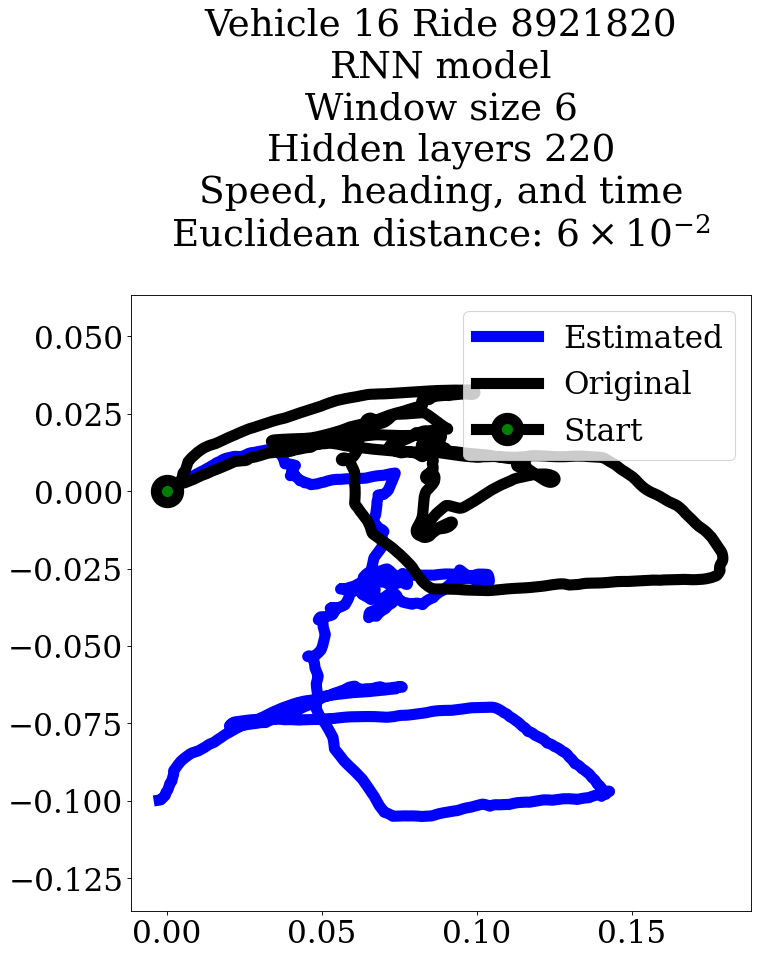 Vehicle 16 Ride 8921820
RNN model
Window size 6
Hidden layers 220
Speed, heading, and time
Euclidean distance: 6 × 10⁻²
Estimated
Original
Start
0.050
0.025
0.000
−0.025
−0.050
−0.075
−0.100
−0.125
0.00 0.05 0.10 0.15